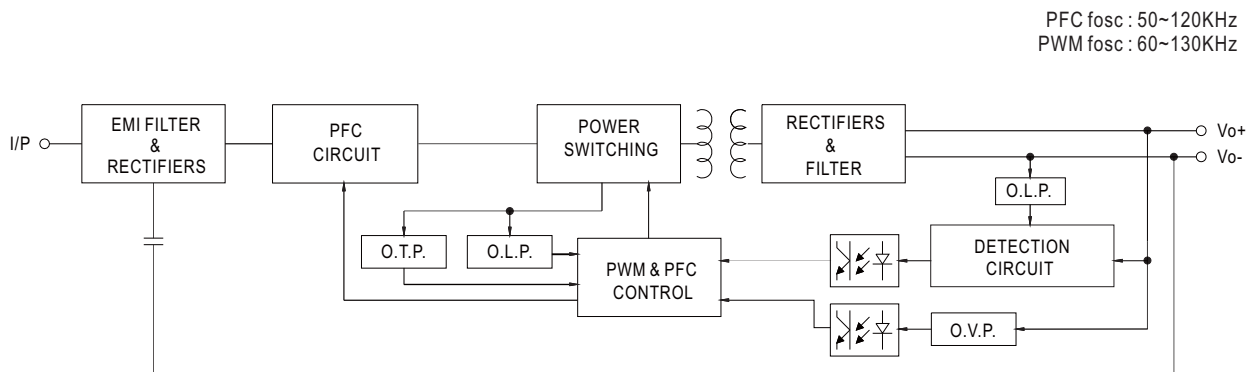 PFC fosc : 50~120KHz
PWM fosc : 60~130KHz
I/P
EMI FILTER
&
RECTIFIERS
PFC
CIRCUIT
POWER
SWITCHING
RECTIFIERS
&
FILTER
Vo+
Vo-
O.L.P.
O.T.P.
O.L.P.
PWM & PFC
CONTROL
DETECTION
CIRCUIT
O.V.P.